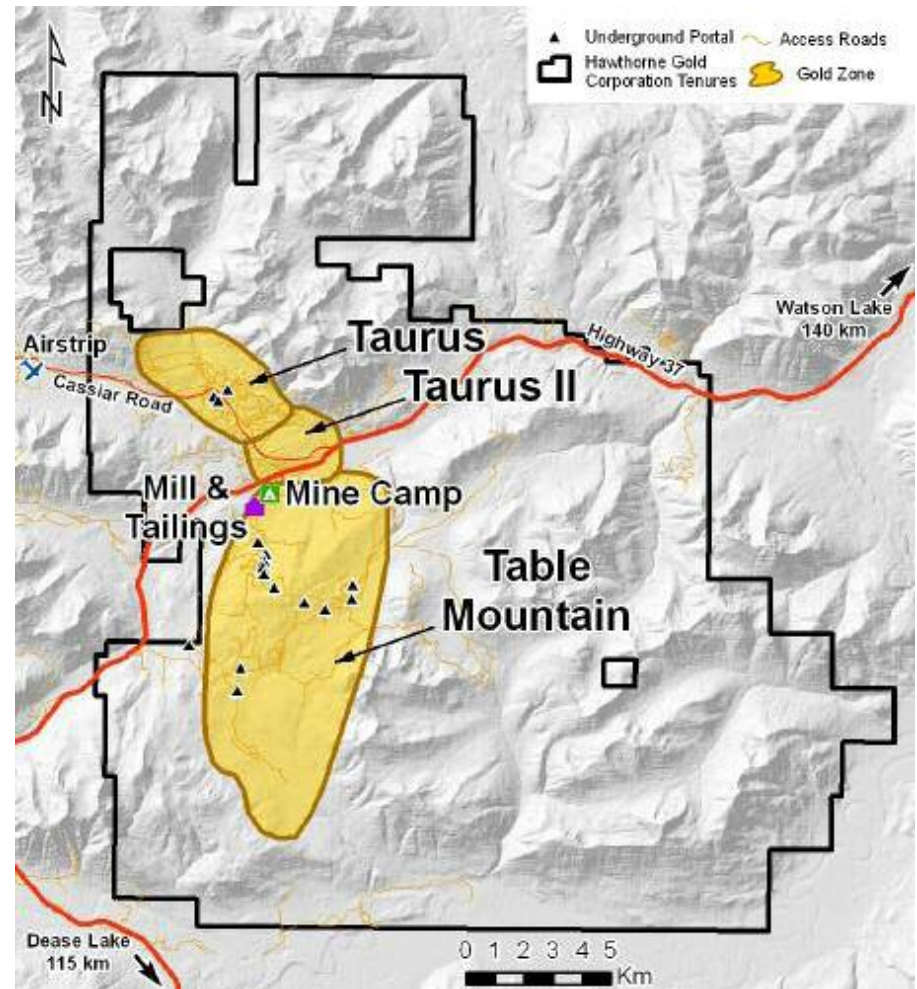 Underground Portal
Access Roads
Hawthorne Gold
Corporation Tenures
Gold Zone
N
Watson Lake
140 km
Highway 37
Airstrip
Cassiar Road
Taurus
Taurus II
Mill &
Tailings
Mine Camp
Table
Mountain
Dease Lake
115 km
0 1 2 3 4 5
Km